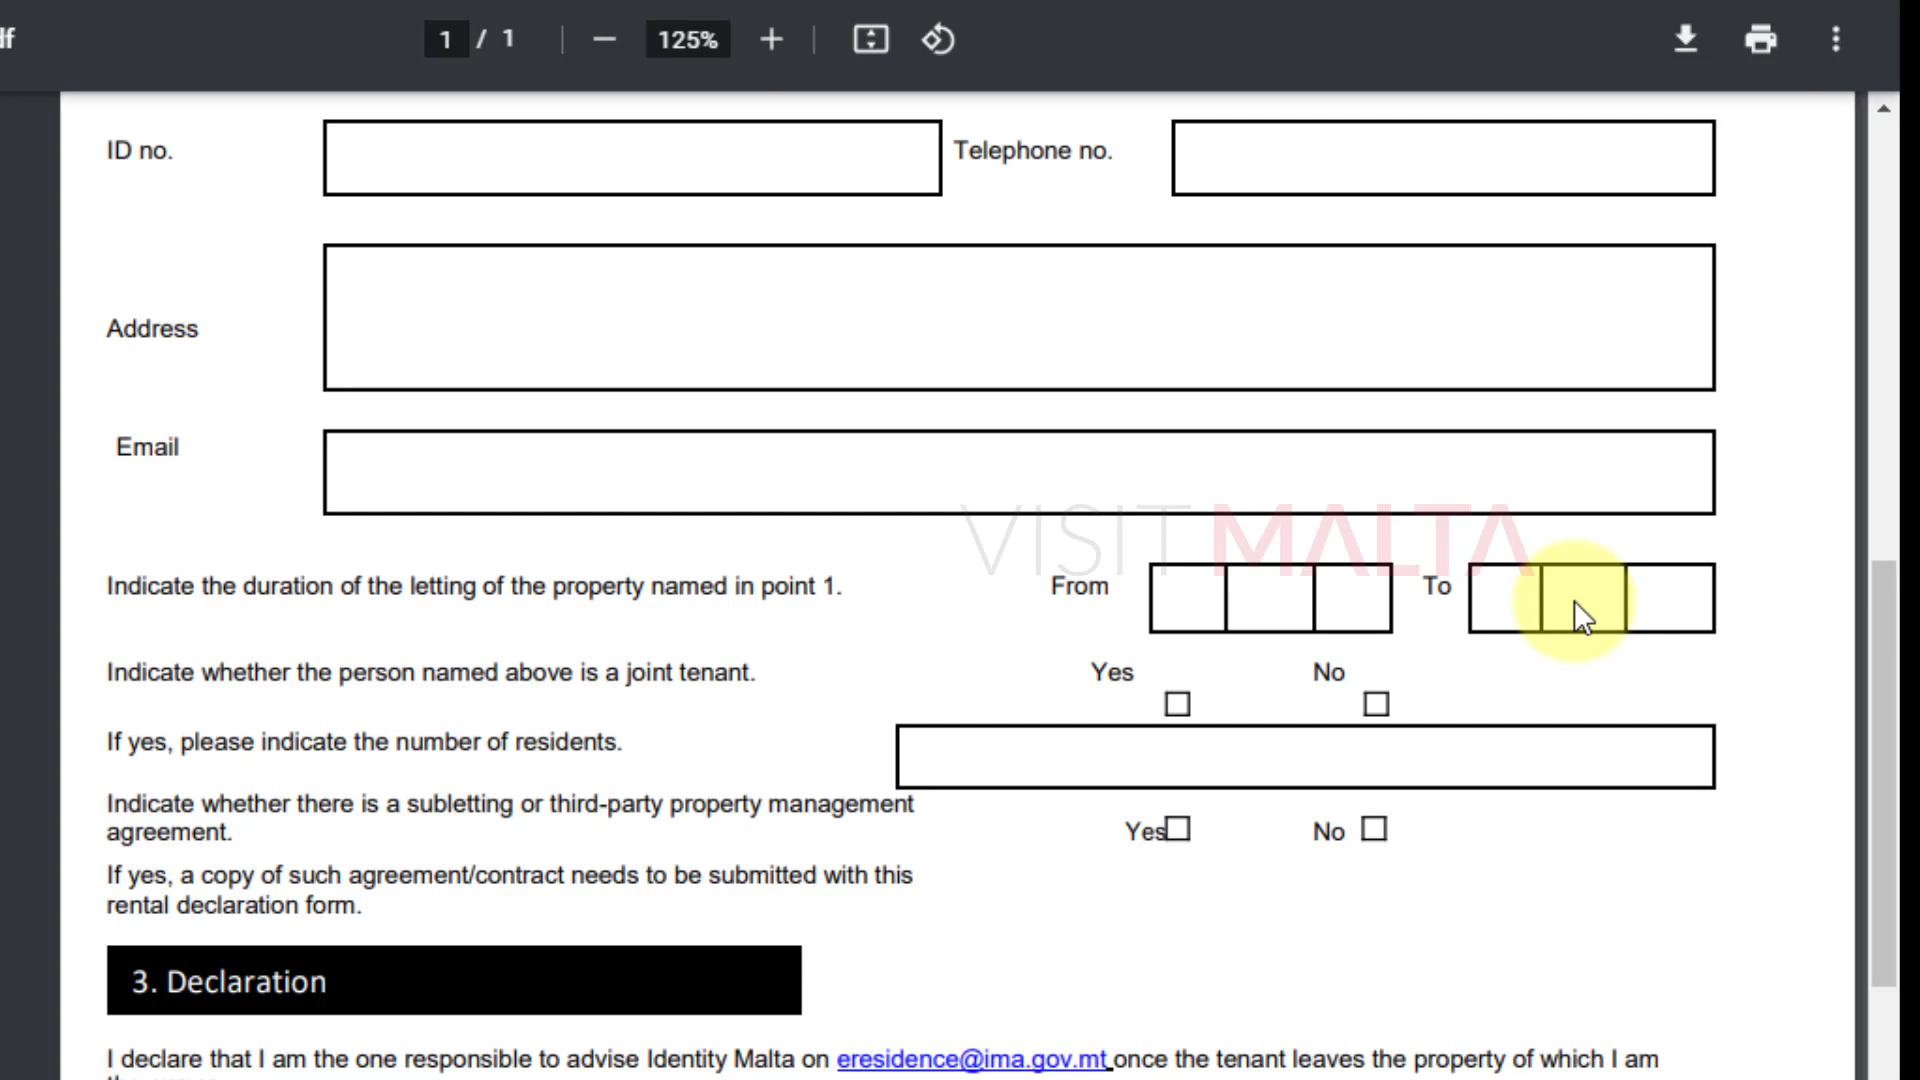 df
1 / 1
125%
ID no.
Telephone no.
Address
Email
VISIT MALTA
Indicate the duration of the letting of the property named in point 1.
From
To
Indicate whether the person named above is a joint tenant.
Yes
No
If yes, please indicate the number of residents.
Indicate whether there is a subletting or third-party property management
agreement.
Yes
No
If yes, a copy of such agreement/contract needs to be submitted with this
rental declaration form.
3. Declaration
I declare that I am the one responsible to advise Identity Malta on eresidence@ima.gov.mt once the tenant leaves the property of which I am